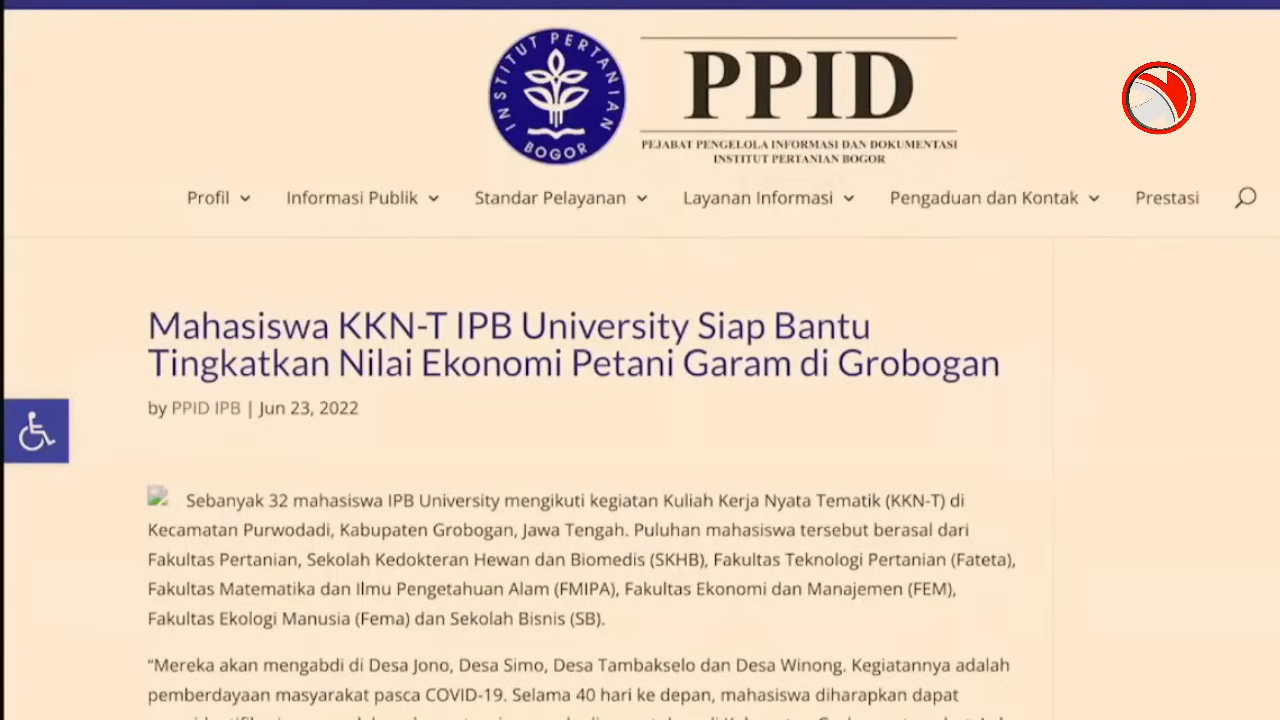 INSTITUT PERTANIAN
BOGOR
PPID
PEJABAT PENGELOLA INFORMASI DAN DOKUMENTASI
INSTITUT PERTANIAN BOGOR
Profil Informasi Publik Standar Pelayanan Layanan Informasi Pengaduan dan Kontak Prestasi
Mahasiswa KKN-T IPB University Siap Bantu
Tingkatkan Nilai Ekonomi Petani Garam di Grobogan
by PPID IPB | Jun 23, 2022
Sebanyak 32 mahasiswa IPB University mengikuti kegiatan Kuliah Kerja Nyata Tematik (KKN-T) di
Kecamatan Purwodadi, Kabupaten Grobogan, Jawa Tengah. Puluhan mahasiswa tersebut berasal dari
Fakultas Pertanian, Sekolah Kedokteran Hewan dan Biomedis (SKHB), Fakultas Teknologi Pertanian (Fateta),
Fakultas Matematika dan Ilmu Pengetahuan Alam (FMIPA), Fakultas Ekonomi dan Manajemen (FEM),
Fakultas Ekologi Manusia (Fema) dan Sekolah Bisnis (SB).
“Mereka akan mengabdi di Desa Jono, Desa Simo, Desa Tambakselo dan Desa Winong. Kegiatannya adalah
pemberdayaan masyarakat pasca COVID-19. Selama 40 hari ke depan, mahasiswa diharapkan dapat